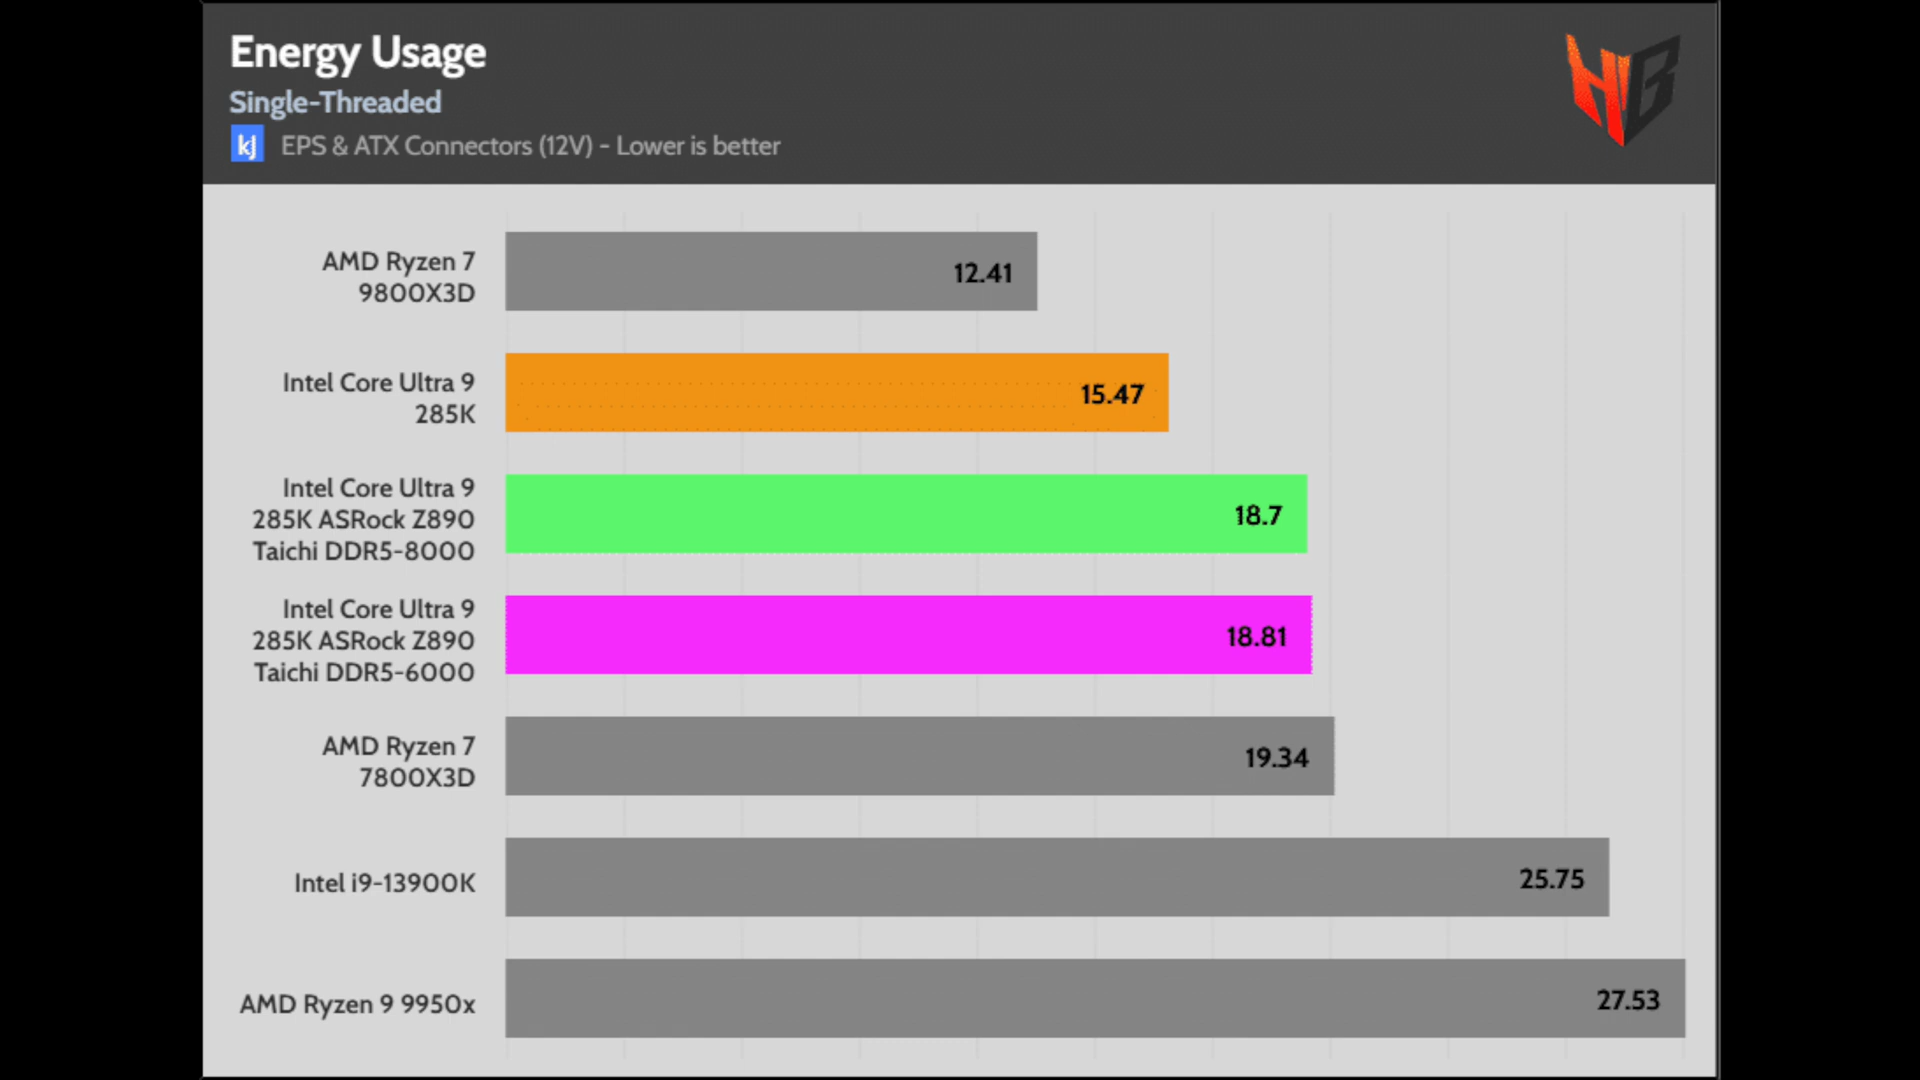 Energy Usage
Single-Threaded
kJ EPS & ATX Connectors (12V) - Lower is better
HB
AMD Ryzen 7
9800X3D
12.41
Intel Core Ultra 9
285K
15.47
Intel Core Ultra 9
285K ASRock Z890
Taichi DDR5-8000
18.7
Intel Core Ultra 9
285K ASRock Z890
Taichi DDR5-6000
18.81
AMD Ryzen 7
7800X3D
19.34
Intel i9-13900K
25.75
AMD Ryzen 9 9950x
27.53